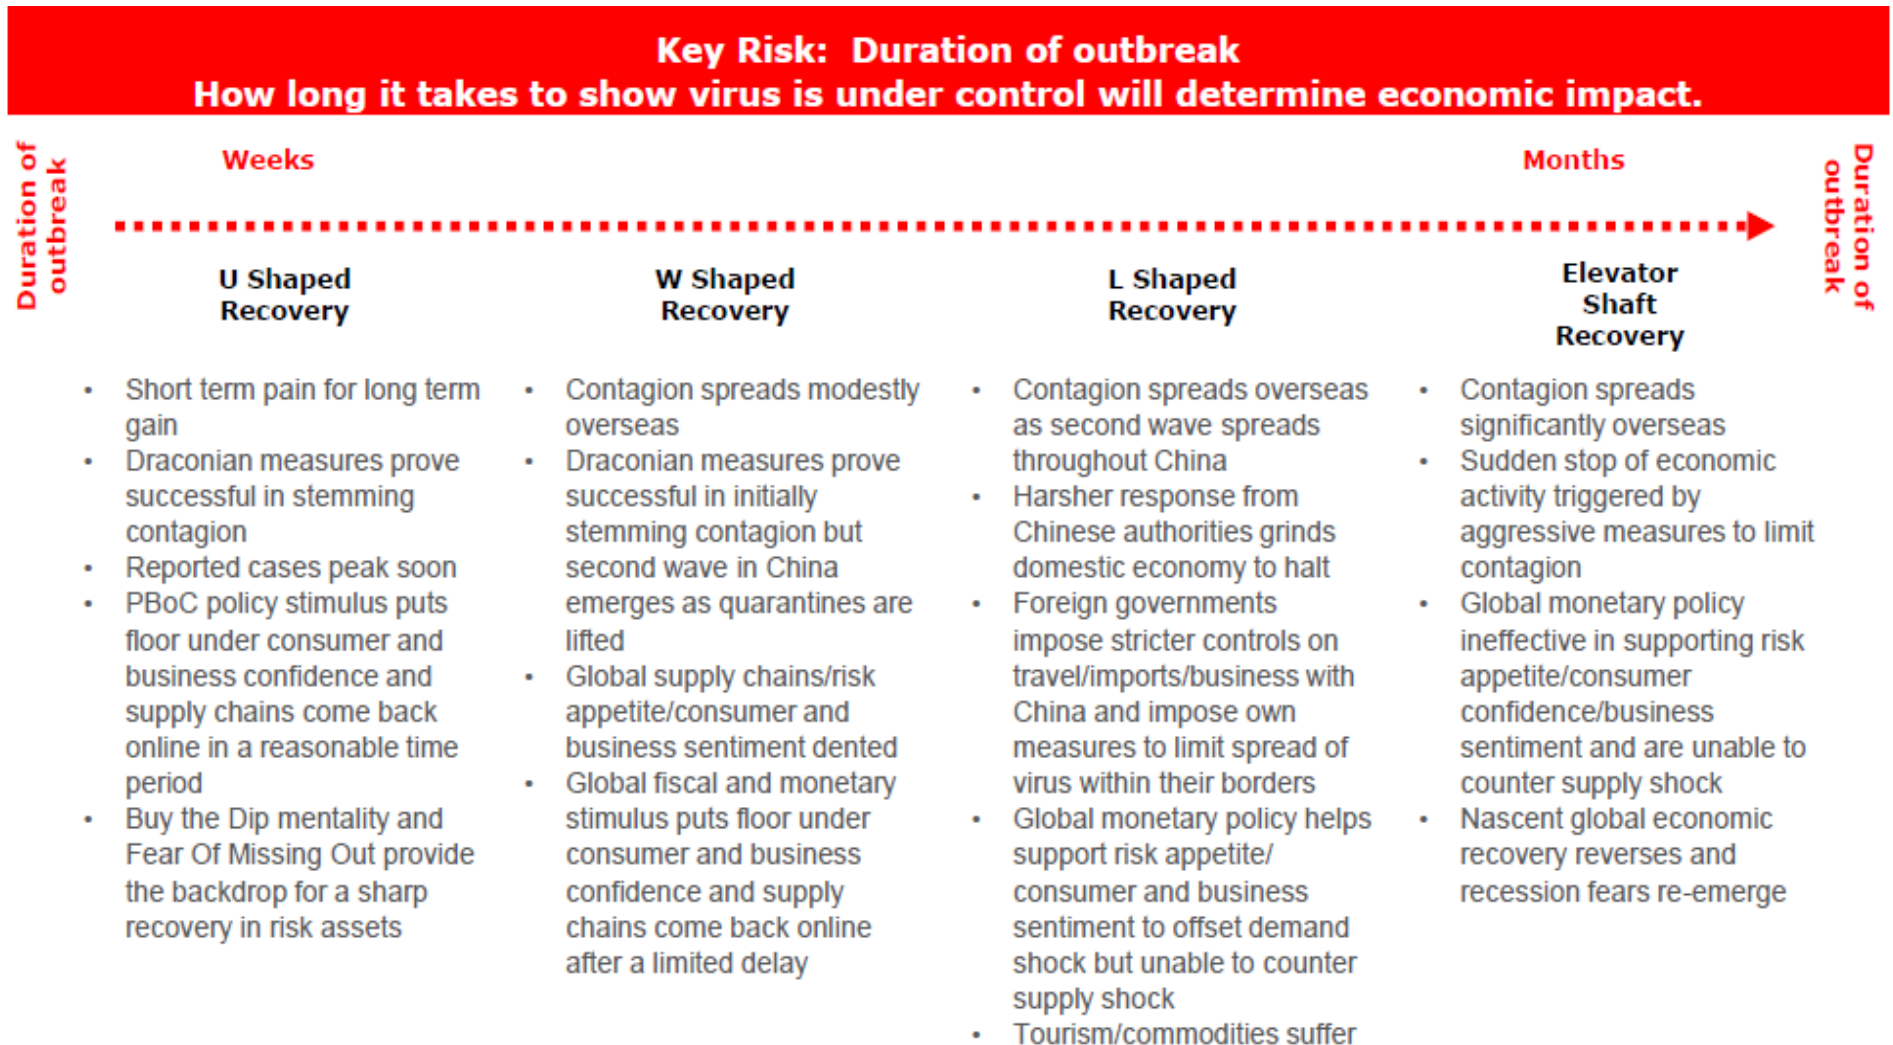 Key Risk: Duration of outbreak
How long it takes to show virus is under control will determine economic impact.
Duration of
outbreak
Weeks
Months
Duration of
outbreak
U Shaped
Recovery
• Short term pain for long term
gain
• Draconian measures prove
successful in stemming
contagion
• Reported cases peak soon
• PBoC policy stimulus puts
floor under consumer and
business confidence and
supply chains come back
online in a reasonable time
period
• Buy the Dip mentality and
Fear Of Missing Out provide
the backdrop for a sharp
recovery in risk assets
W Shaped
Recovery
• Contagion spreads modestly
overseas
• Draconian measures prove
successful in initially
stemming contagion but
second wave in China
emerges as quarantines are
lifted
• Global supply chains/risk
appetite/consumer and
business sentiment dented
• Global fiscal and monetary
stimulus puts floor under
consumer and business
confidence and supply
chains come back online
after a limited delay
L Shaped
Recovery
• Contagion spreads overseas
as second wave spreads
throughout China
• Harsher response from
Chinese authorities grinds
domestic economy to halt
• Foreign governments
impose stricter controls on
travel/imports/business with
China and impose own
measures to limit spread of
virus within their borders
• Global monetary policy helps
support risk appetite/
consumer and business
sentiment to offset demand
shock but unable to counter
supply shock
• Tourism/commodities suffer
Elevator
Shaft
Recovery
• Contagion spreads
significantly overseas
• Sudden stop of economic
activity triggered by
aggressive measures to limit
contagion
• Global monetary policy
ineffective in supporting risk
appetite/consumer
confidence/business
sentiment and are unable to
counter supply shock
• Nascent global economic
recovery reverses and
recession fears re-emerge